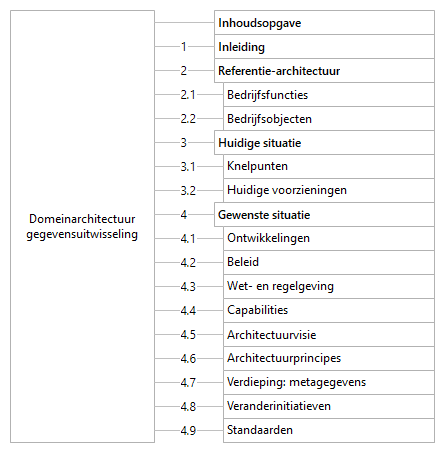 Domeinarchitectuur
gegevensuitwisseling
Inhoudsopgave
1 Inleiding
2 Referentie-architectuur
2.1 Bedrijfsfuncties
2.2 Bedrijfsobjecten
3 Huidige situatie
3.1 Knelpunten
3.2 Huidige voorzieningen
4 Gewenste situatie
4.1 Ontwikkelingen
4.2 Beleid
4.3 Wet- en regelgeving
4.4 Capabilities
4.5 Architectuurvisie
4.6 Architectuurprincipes
4.7 Verdieping: metagegevens
4.8 Veranderinitiatieven
4.9 Standaarden